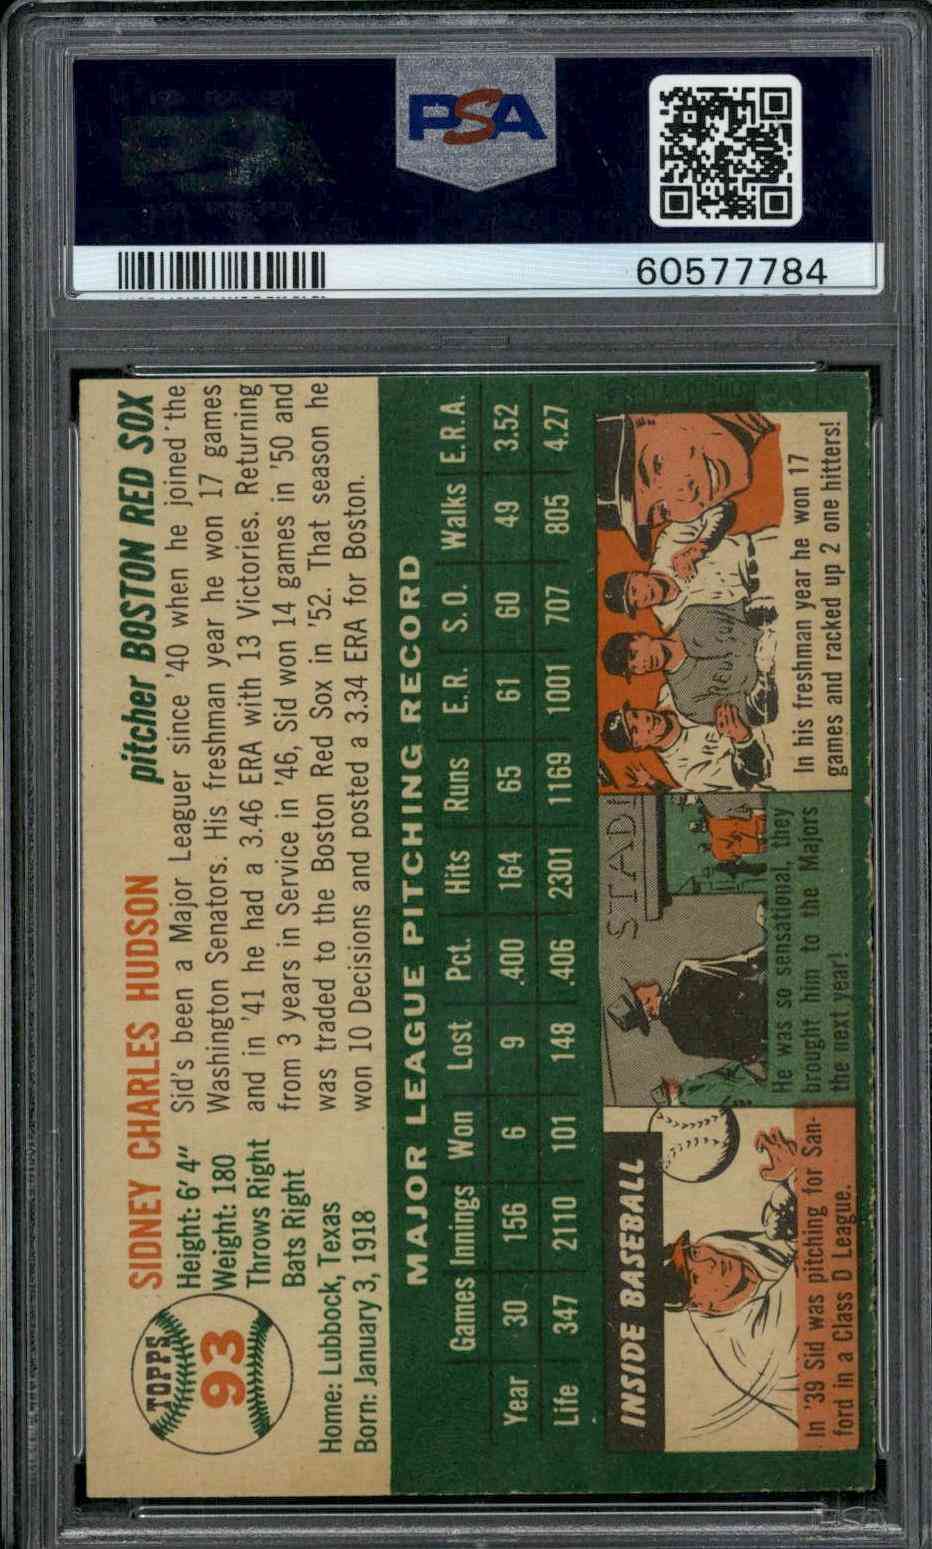 PSA
60577784
TOPPS
93
SIDNEY CHARLES HUDSON
pitcher BOSTON RED SOX
Height: 6' 4"
Weight: 180
Throws Right
Bats Right
Home: Lubbock, Texas
Born: January 3, 1918
Sid's been a Major Leaguer since '40 when he joined the
Washington Senators. His freshman year he won 17 games
and in '41 he had a 3.46 ERA with 13 Victories. Returning
from 3 years in Service in '46, Sid won 14 games in '50 and
was traded to the Boston Red Sox in '52. That season he
won 10 Decisions and posted a 3.34 ERA for Boston.
MAJOR LEAGUE PITCHING RECORD
Games Innings Won Lost Pct. Hits Runs E.R. S.O. Walks E.R.A.
Year 30 156 6 9 .400 164 65 61 60 49 3.52
Life 347 2110 101 148 .406 2301 1169 1001 707 805 4.27
INSIDE BASEBALL
In '39 Sid was pitching for San-
ford in a Class D League.
STADI
He was so sensational, they
brought him to the Majors
the next year!
In his freshman year he won 17
games and racked up 2 one hitters!